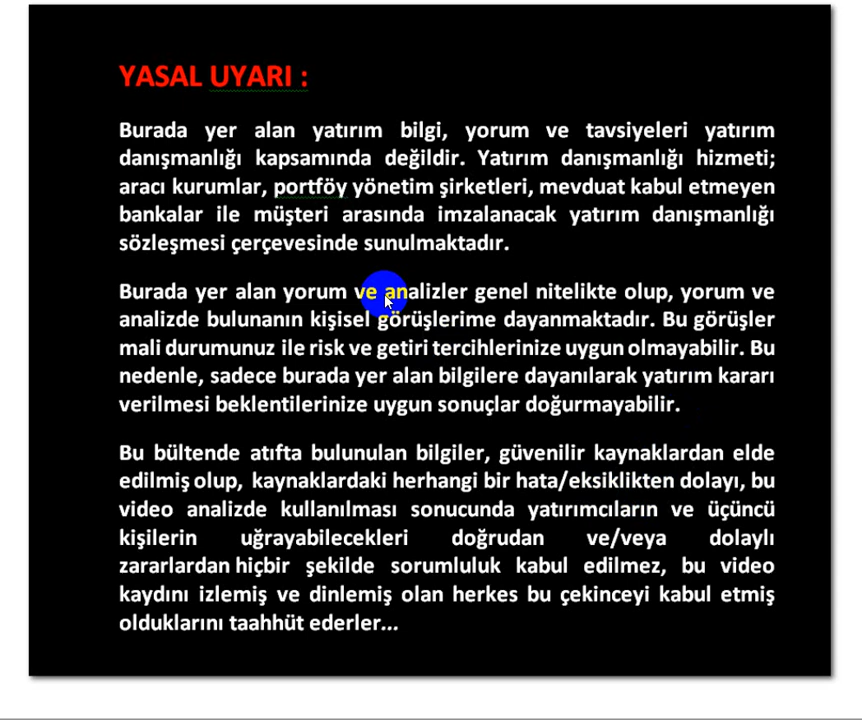 YASAL UYARI :
Burada yer alan yatırım bilgi, yorum ve tavsiyeleri yatırım
danışmanlığı kapsamında değildir. Yatırım danışmanlığı hizmeti;
aracı kurumlar, portföy yönetim şirketleri, mevduat kabul etmeyen
bankalar ile müşteri arasında imzalanacak yatırım danışmanlığı
sözleşmesi çerçevesinde sunulmaktadır.
Burada yer alan yorum ve analizler genel nitelikte olup, yorum ve
analizde bulunanın kişisel görüşlerime dayanmaktadır. Bu görüşler
mali durumunuz ile risk ve getiri tercihlerinize uygun olmayabilir. Bu
nedenle, sadece burada yer alan bilgilere dayanılarak yatırım kararı
verilmesi beklentilerinize uygun sonuçlar doğurmayabilir.
Bu bültende atıfta bulunulan bilgiler, güvenilir kaynaklardan elde
edilmiş olup, kaynaklardaki herhangi bir hata/eksiklikten dolayı, bu
video analizde kullanılması sonucunda yatırımcıların ve üçüncü
kişilerin uğrayabilecekleri doğrudan ve/veya dolaylı
zararlardan hiçbir şekilde sorumluluk kabul edilmez, bu video
kaydını izlemiş ve dinlemiş olan herkes bu çekinceyi kabul etmiş
olduklarını taahhüt ederler...